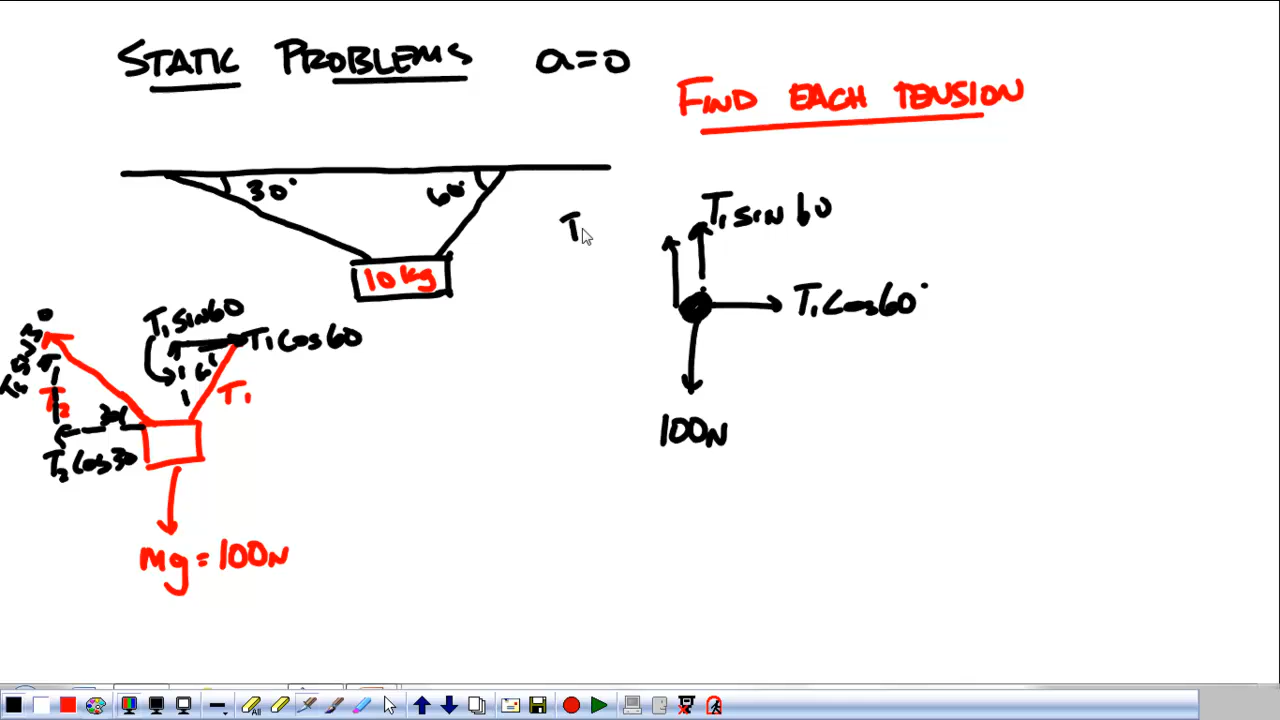 STATIC PROBLEMS a=0
FIND EACH TENSION
30°
60°
10kg
T
T₁ sin 60
T₁ cos 60°
100N
T₁ sin 60
T₁ cos 60
T₁
T₂
30
T₂ cos 30
mg = 100N